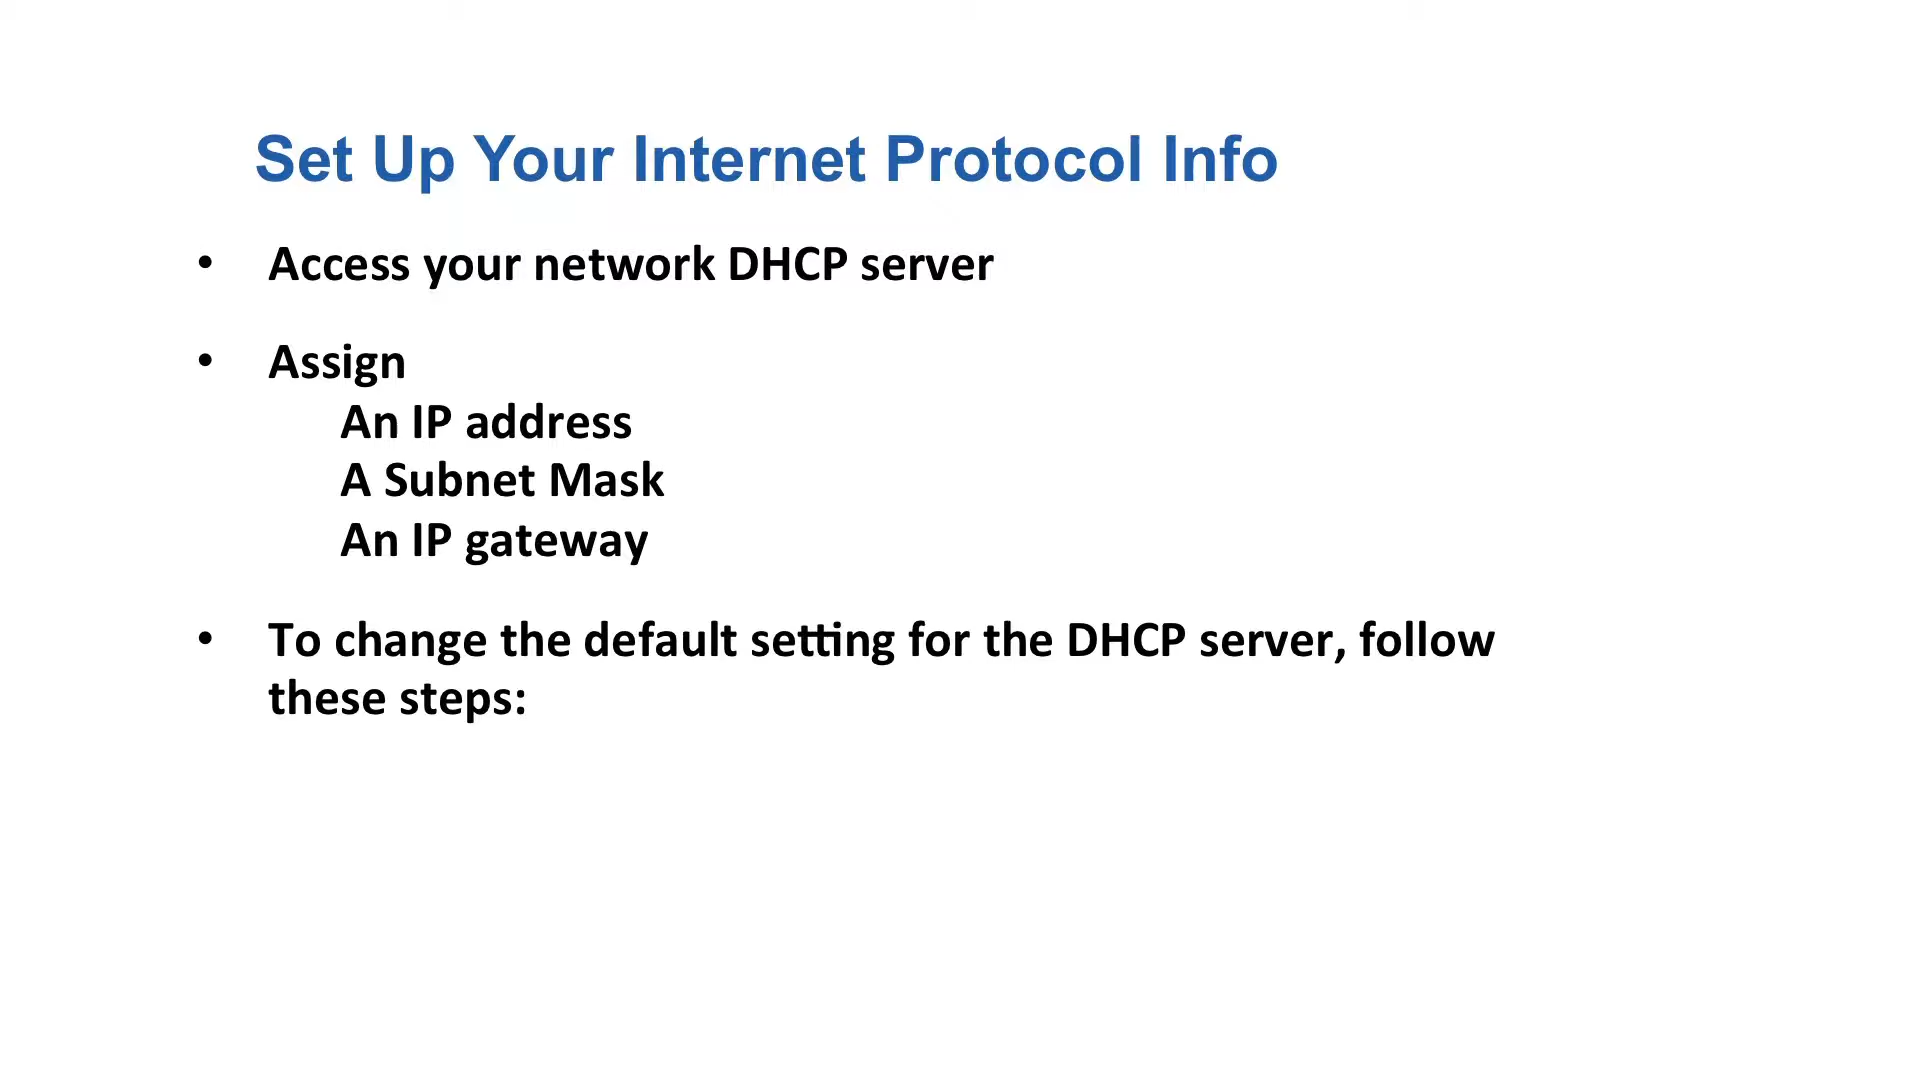 Set Up Your Internet Protocol Info
• Access your network DHCP server
• Assign
An IP address
A Subnet Mask
An IP gateway
• To change the default setting for the DHCP server, follow
these steps: